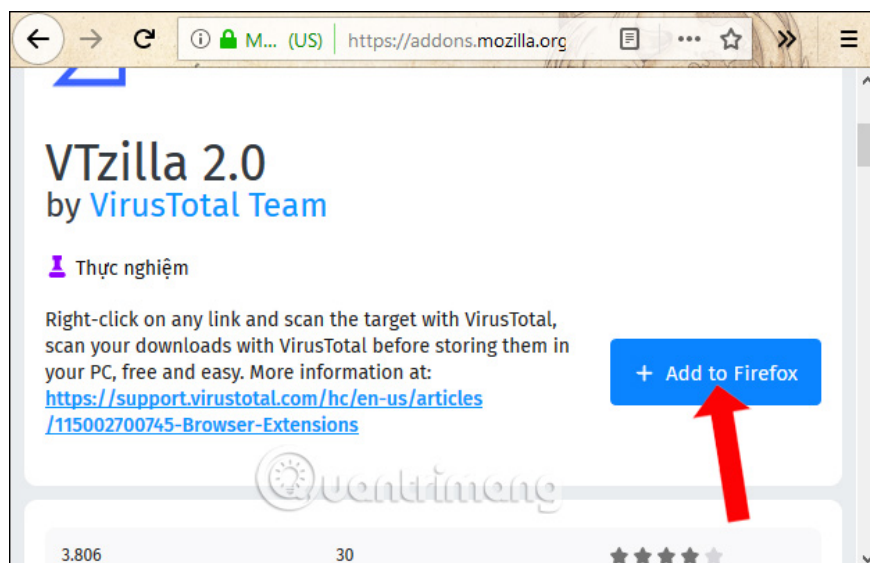 M... (US) https://addons.mozilla.org
VTzilla 2.0
by VirusTotal Team
Thực nghiệm
Right-click on any link and scan the target with VirusTotal,
scan your downloads with VirusTotal before storing them in
your PC, free and easy. More information at:
https://support.virustotal.com/hc/en-us/articles
/115002700745-Browser-Extensions
+ Add to Firefox
Quantrimang
3.806 30